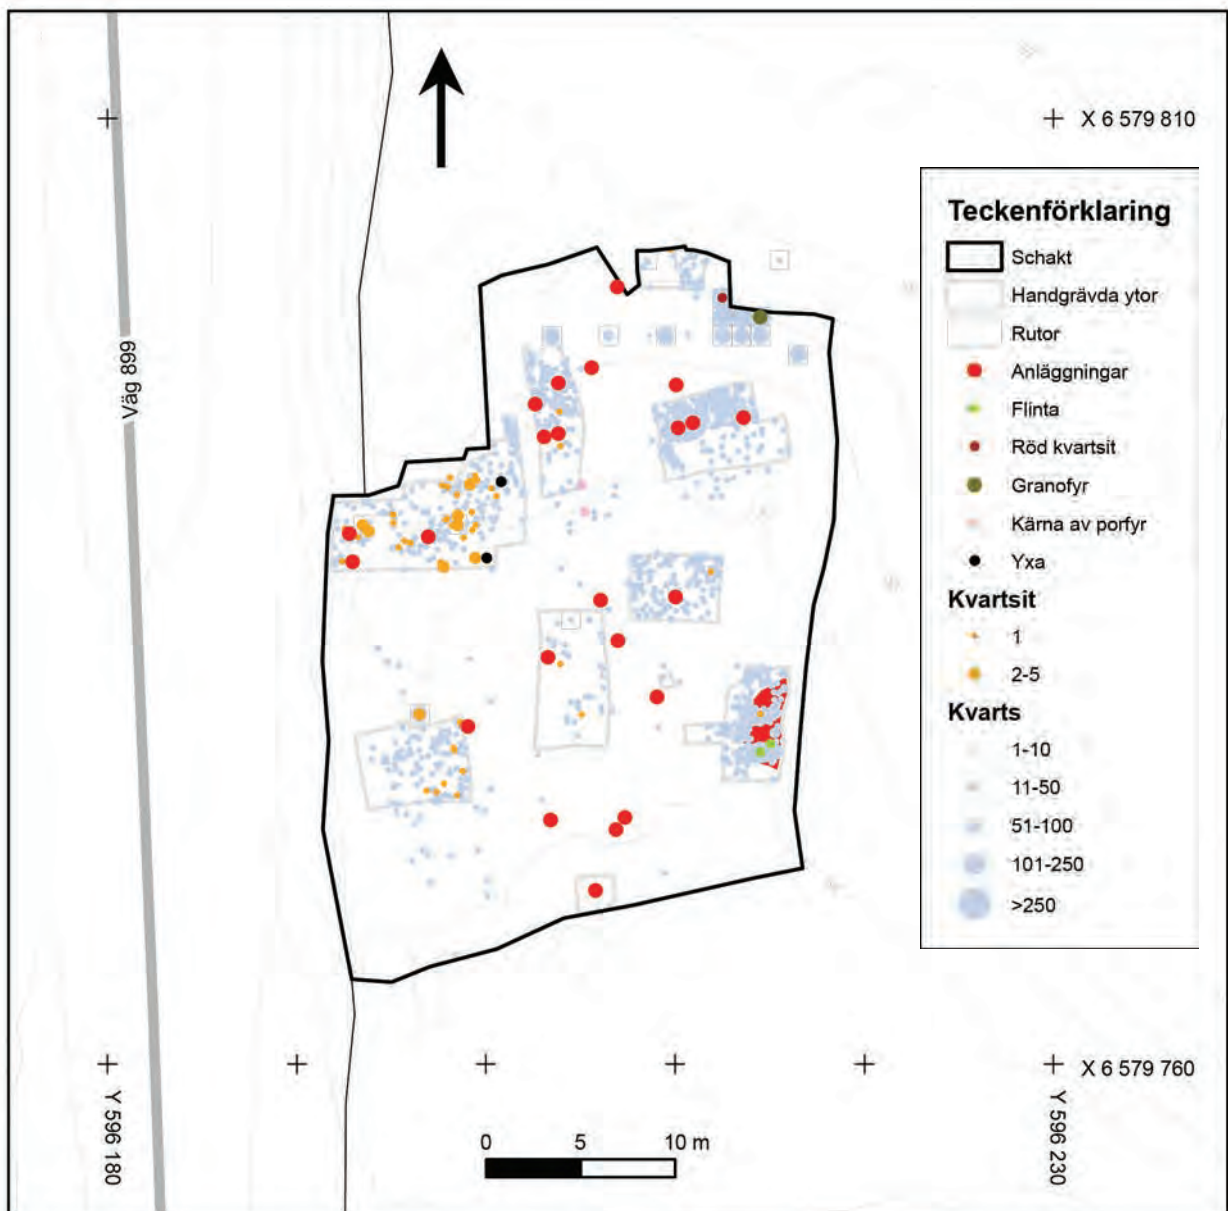 X 6 579 810
Väg 899
Teckenförklaring
Schakt
Handgrävda ytor
Rutor
Anläggningar
Flinta
Röd kvartsit
Granofyr
Kärna av porfyr
Yxa
Kvartsit
1
2-5
Kvarts
1-10
11-50
51-100
101-250
>250
X 6 579 760
Y 596 180
Y 596 230
0 5 10 m